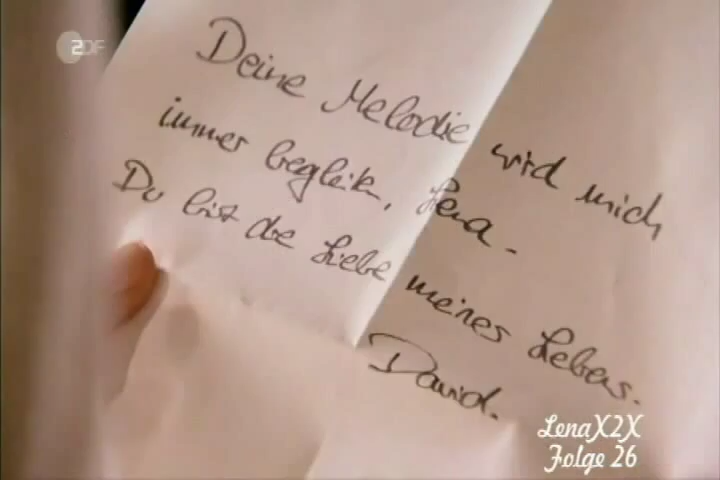 ZDF
Deine Melodie wird mich
immer begleiten, Lena.
Du bist die Liebe meines Lebens.
David.
LenaX2X
Folge 26